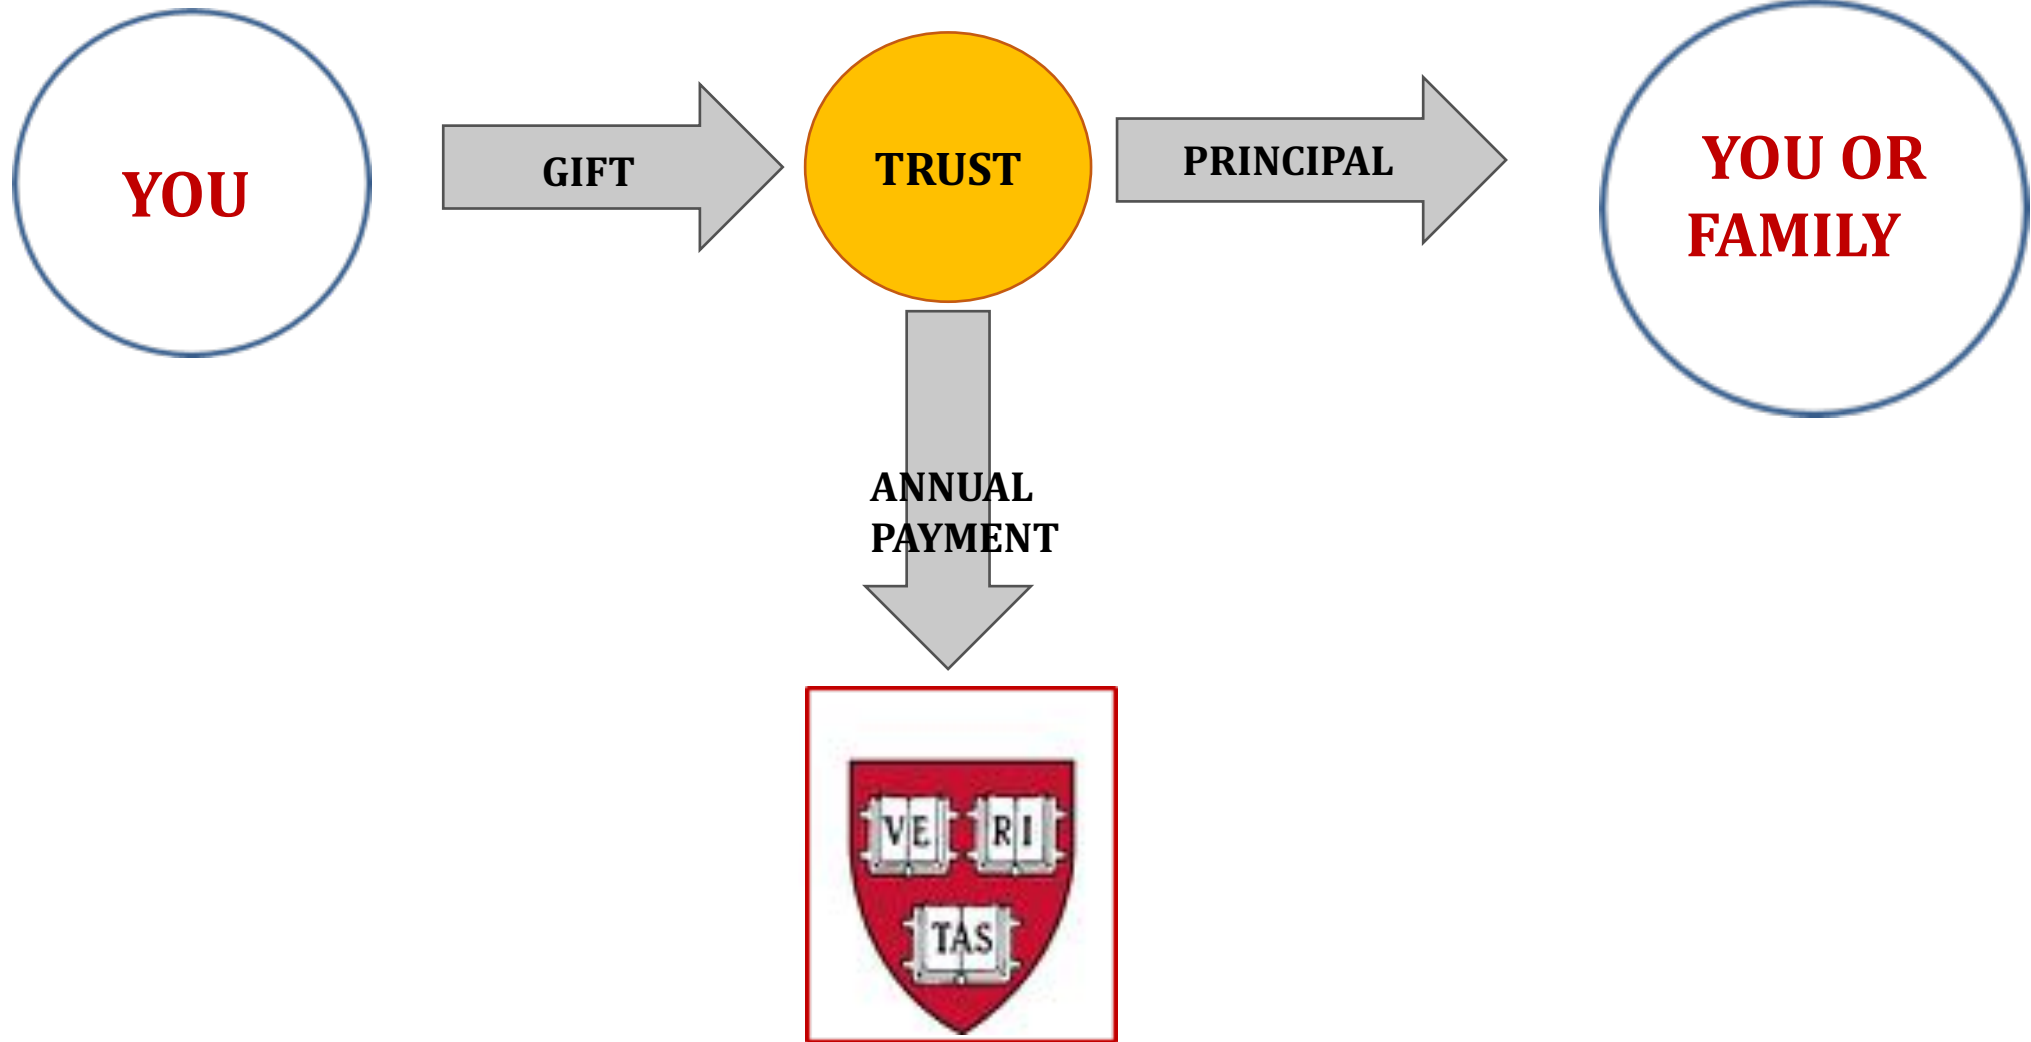 YOU
GIFT
TRUST
PRINCIPAL
YOU OR
FAMILY
ANNUAL
PAYMENT
VE RI
TAS